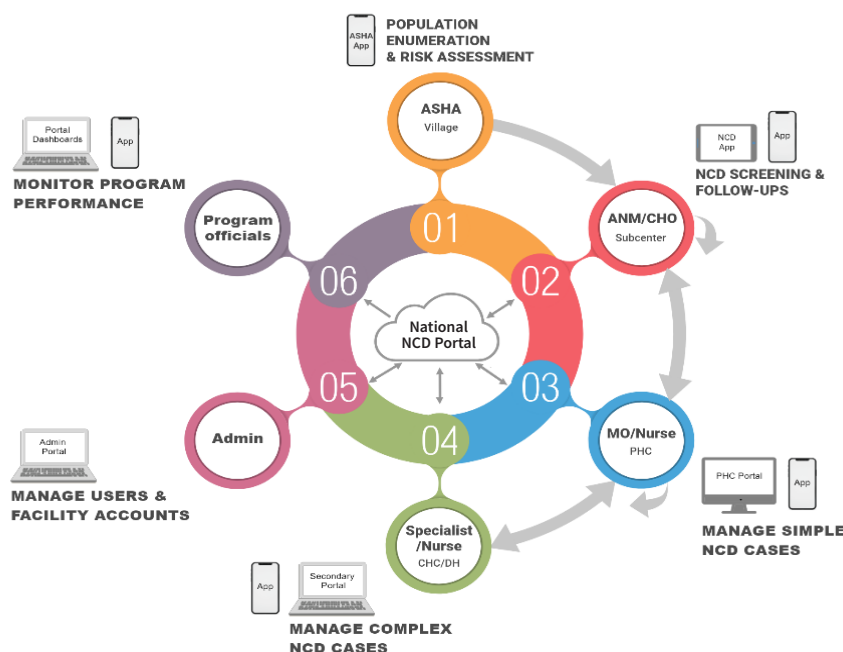 ASHA
App
POPULATION
ENUMERATION
& RISK ASSESSMENT
ASHA
Village
Portal
Dashboards
App
MONITOR PROGRAM
PERFORMANCE
NCD
App
App
NCD SCREENING &
FOLLOW-UPS
Program
officials
ANM/CHO
Subcenter
01
02
03
04
05
06
National
NCD Portal
Admin
MO/Nurse
PHC
Admin
Portal
MANAGE USERS &
FACILITY ACCOUNTS
PHC Portal
App
MANAGE SIMPLE
NCD CASES
Specialist
/Nurse
CHC/DH
App
Secondary
Portal
MANAGE COMPLEX
NCD CASES